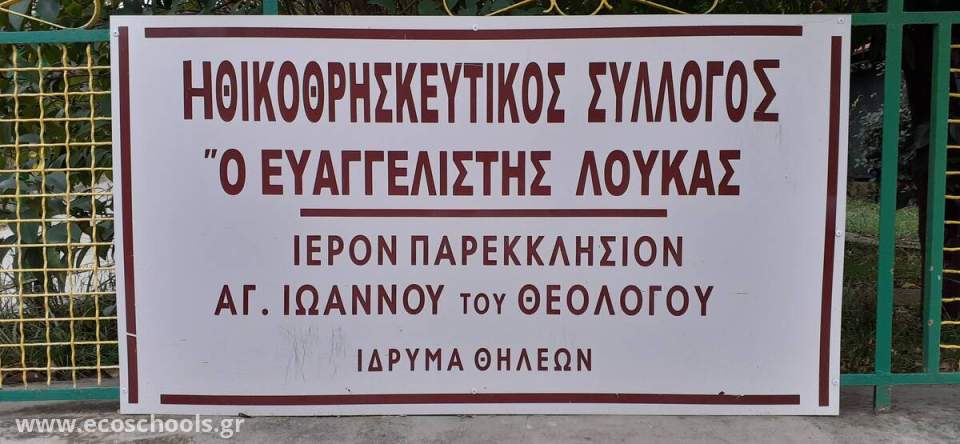 ΗΘΙΚΟΘΡΗΣΚΕΥΤΙΚΟΣ ΣΥΛΛΟΓΟΣ
"Ο ΕΥΑΓΓΕΛΙΣΤΗΣ ΛΟΥΚΑΣ
ΙΕΡΟΝ ΠΑΡΕΚΚΛΗΣΙΟΝ
ΑΓ. ΙΩΑΝΝΟΥ ΤΟΥ ΘΕΟΛΟΓΟΥ
ΙΔΡΥΜΑ ΘΗΛΕΩΝ
www.ecoschools.gr